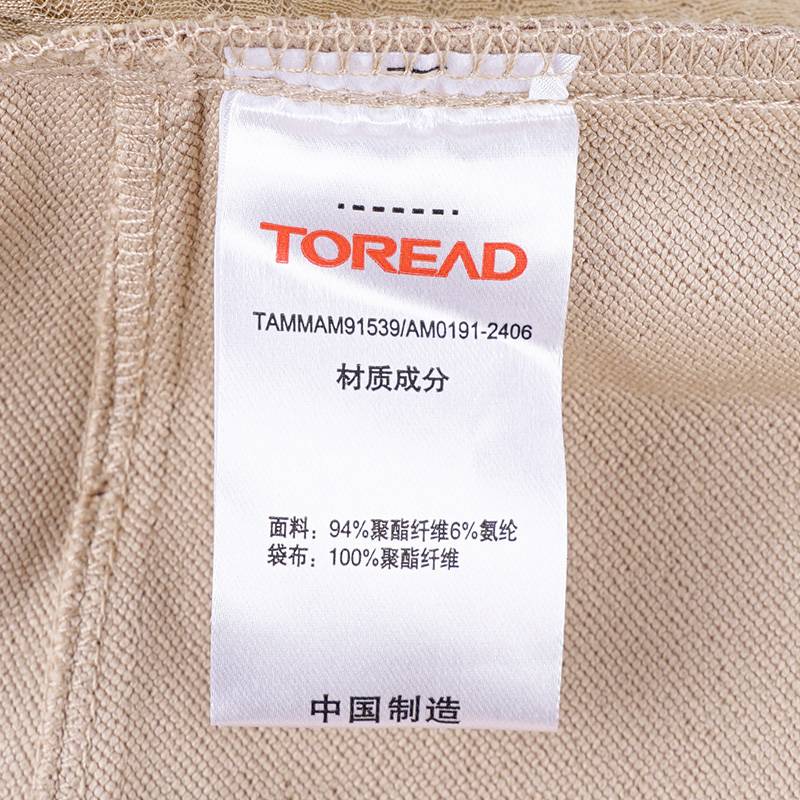 TOREAD
TAMMAM91539/AM0191-2406
材质成分
面料：94%聚酯纤维6%氨纶
袋布：100%聚酯纤维
中国制造